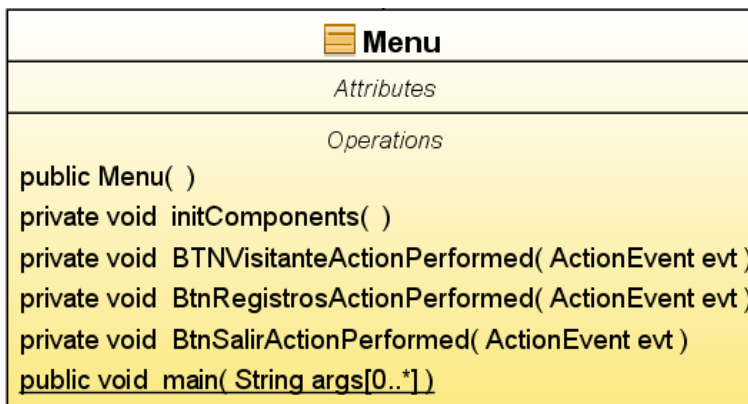 Menu
Attributes
Operations
public Menu( )
private void initComponents( )
private void BTNVisitanteActionPerformed( ActionEvent evt )
private void BtnRegistrosActionPerformed( ActionEvent evt )
private void BtnSalirActionPerformed( ActionEvent evt )
public void main( String args[0..*] )